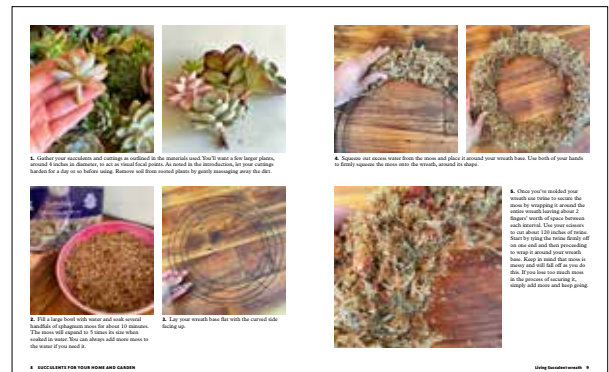 1. Gather your succulents and cuttings as outlined in the materials used. You'll want a few larger plants,
around 4 inches in diameter, to act as visual focal points. As noted in the introduction, let your cuttings
harden for a day or so before using. Remove soil from rooted plants by gently massaging away the dirt.
2. Fill a large bowl with water and soak several
handfuls of sphagnum moss for about 10 minutes.
The moss will expand to 5 times its size when
soaked in water. You can always add more moss to
the water if you need it.
3. Lay your wreath base flat with the curved side
facing up.
8 SUCCULENTS FOR YOUR HOME AND GARDEN
4. Squeeze out excess water from the moss and place it around your wreath base. Use both of your hands
to firmly squeeze the moss onto the wreath, around its shape.
5. Once you've molded your
wreath use twine to secure the
moss by wrapping it around the
entire wreath leaving about 2
fingers' worth of space between
each interval. Use your scissors
to cut about 120 inches of twine.
Start by tying the twine firmly off
on one end and then proceeding
to wrap it around your wreath
base. Keep in mind that moss is
messy and will fall off as you do
this. If you lose too much moss
in the process of securing it,
simply add more and keep going.
Living Succulent wreath 9